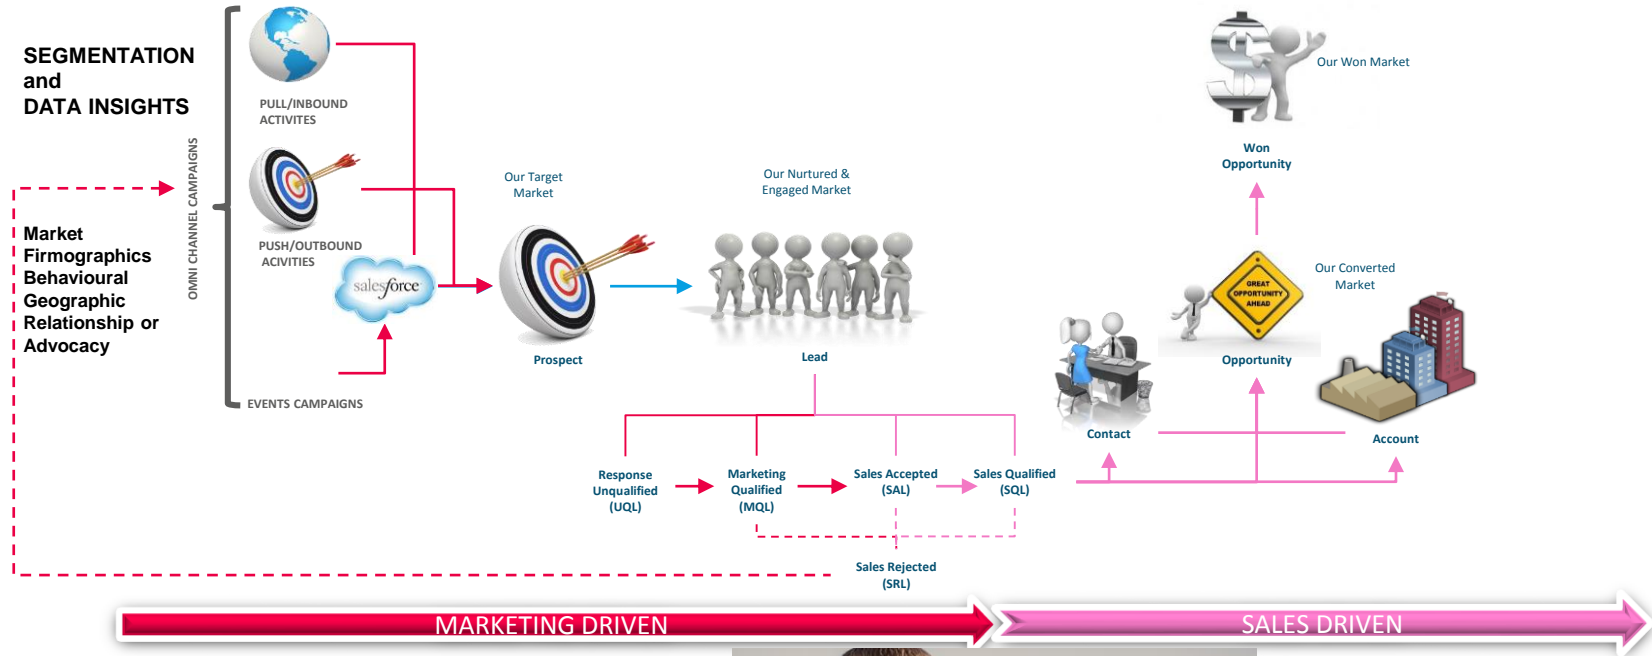 SEGMENTATION
and
DATA INSIGHTS
Market
Firmographics
Behavioural
Geographic
Relationship or
Advocacy
OMNI CHANNEL CAMPAIGNS
PULL/INBOUND
ACTIVITES
PUSH/OUTBOUND
ACIVITIES
salesforce
EVENTS CAMPAIGNS
Our Target
Market
Prospect
Our Nurtured &
Engaged Market
Lead
Response
Unqualified
(UQL)
Marketing
Qualified
(MQL)
Sales Accepted
(SAL)
Sales Qualified
(SQL)
Sales Rejected
(SRL)
Contact
Account
GREAT
OPPORTUNITY
AHEAD
Opportunity
Our Converted
Market
Won
Opportunity
Our Won Market
MARKETING DRIVEN
SALES DRIVEN